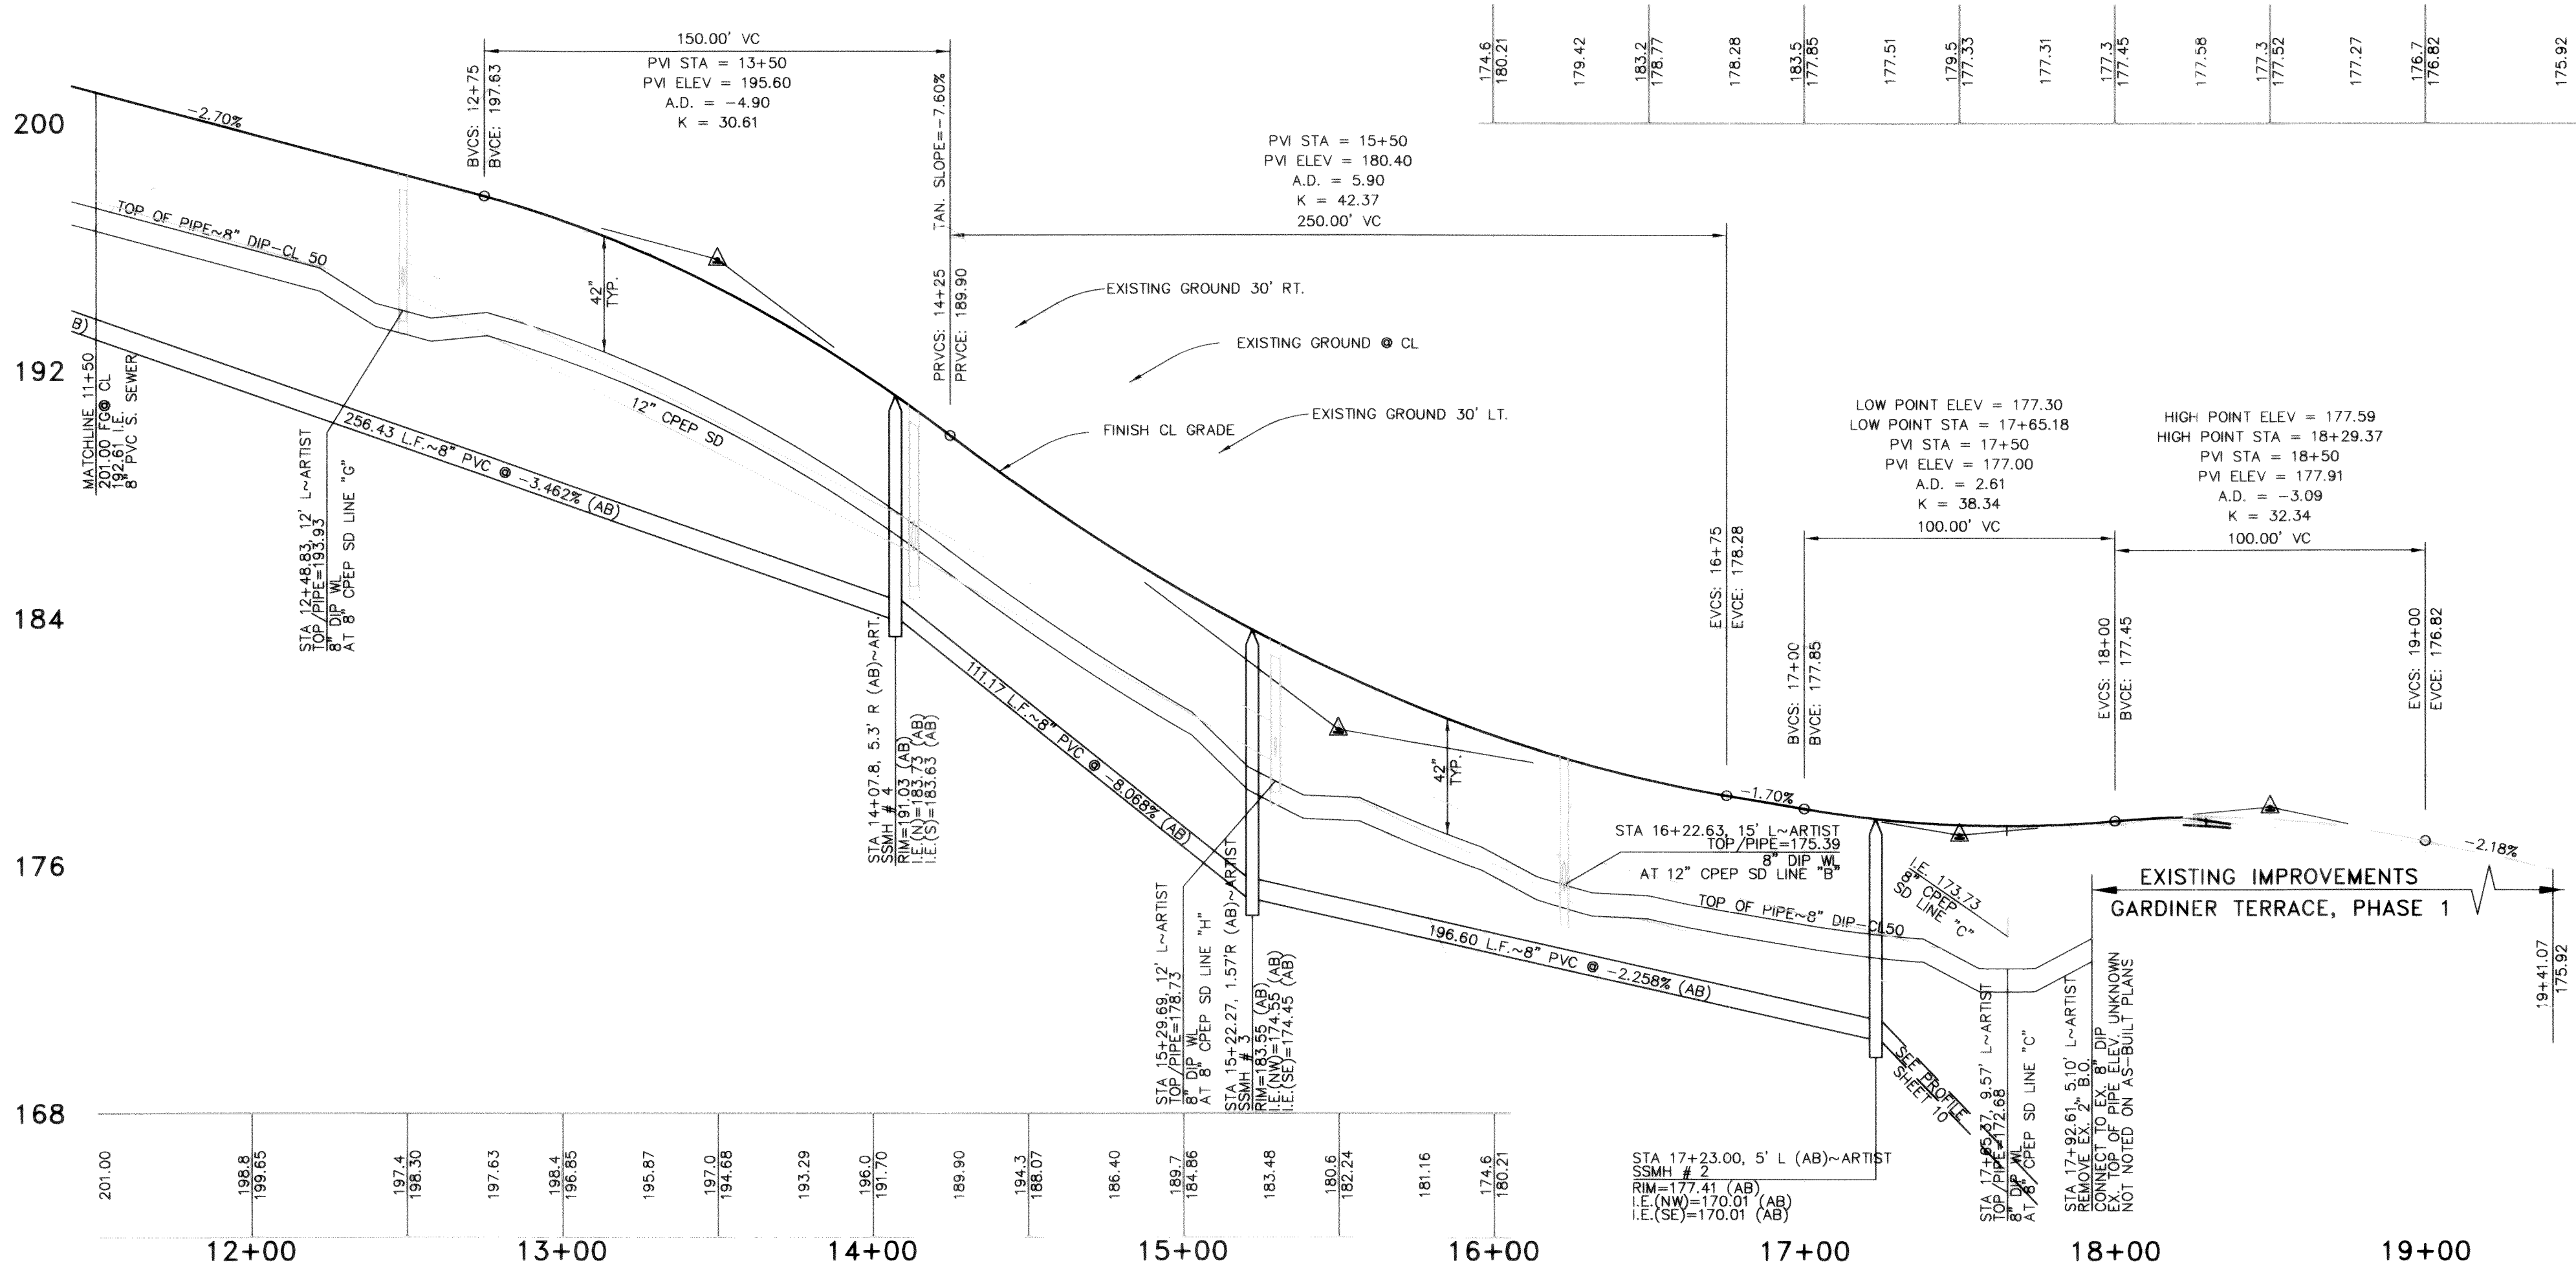 150.00' VC
PVI STA = 13+50
PVI ELEV = 195.60
A.D. = -4.90
K = 30.61
BVCS: 12+75
BVCE: 197.63
TAN. SLOPE=-7.60%
PRVCS: 14+25
PRVCE: 189.90
PVI STA = 15+50
PVI ELEV = 180.40
A.D. = 5.90
K = 42.37
250.00' VC
174.6
180.21
179.42
183.2
178.77
178.28
183.5
177.85
177.51
179.5
177.33
177.31
177.3
177.45
177.58
177.3
177.52
177.27
176.7
176.82
175.92
200
192
184
176
168
-2.70%
TOP OF PIPE~8" DIP-CL 50
42"
TYP.
EXISTING GROUND 30' RT.
EXISTING GROUND @ CL
EXISTING GROUND 30' LT.
FINISH CL GRADE
B)
MATCHLINE 11+50
201.00 FG@ CL
192.61 I.E.
8" PVC S. SEWER
12" CPEP SD
256.43 L.F.~8" PVC @ -3.462% (AB)
STA 12+48.83, 12' L~ARTIST
TOP/PIPE=193.93
8" DIP WL
AT 8" CPEP SD LINE "G"
LOW POINT ELEV = 177.30
LOW POINT STA = 17+65.18
PVI STA = 17+50
PVI ELEV = 177.00
A.D. = 2.61
K = 38.34
100.00' VC
HIGH POINT ELEV = 177.59
HIGH POINT STA = 18+29.37
PVI STA = 18+50
PVI ELEV = 177.91
A.D. = -3.09
K = 32.34
100.00' VC
EVCS: 16+75
EVCE: 178.28
BVCS: 17+00
BVCE: 177.85
EVCS: 18+00
BVCE: 177.45
EVCS: 19+00
EVCE: 176.82
STA 14+07.8, 5.3' R (AB)~ART.
SSMH # 4
RIM=191.03 (AB)
I.E.(N)=183.73 (AB)
I.E.(S)=183.63 (AB)
111.17 L.F.~8" PVC @ -8.068% (AB)
42"
TYP.
-1.70%
STA 16+22.63, 15' L~ARTIST
TOP/PIPE=175.39
8" DIP WL
AT 12" CPEP SD LINE "B"
TOP OF PIPE~8" DIP-CL50
I.E. 173.73
8" CPEP
SD LINE "C"
-2.18%
EXISTING IMPROVEMENTS
GARDINER TERRACE, PHASE 1
196.60 L.F.~8" PVC @ -2.258% (AB)
STA 15+29.69, 12' L~ARTIST
TOP/PIPE=178.73
8" DIP WL
AT 8" CPEP SD LINE "H"
STA 15+22.27, 1.57'R (AB)~ARTIST
SSMH # 3
RIM=183.55 (AB)
I.E.(NW)=174.55 (AB)
I.E.(SE)=174.45 (AB)
SEE PROFILE
SHEET 10
STA 17+65.37, 9.57' L~ARTIST
TOP/PIPE=172.68
8" DIP WL
AT 8" CPEP SD LINE "C"
STA 17+92.61, 5.10' L~ARTIST
REMOVE EX. 2" B.O.
CONNECT TO EX. 8" DIP
EX. TOP OF PIPE ELEV. UNKNOWN
NOT NOTED ON AS-BUILT PLANS
19+41.07
175.92
STA 17+23.00, 5' L (AB)~ARTIST
SSMH # 2
RIM=177.41 (AB)
I.E.(NW)=170.01 (AB)
I.E.(SE)=170.01 (AB)
201.00
198.8
199.65
197.4
198.30
197.63
198.4
196.85
195.87
197.0
194.68
193.29
196.0
191.70
189.90
194.3
188.07
186.40
189.7
184.86
183.48
180.6
182.24
181.16
174.6
180.21
12+00
13+00
14+00
15+00
16+00
17+00
18+00
19+00